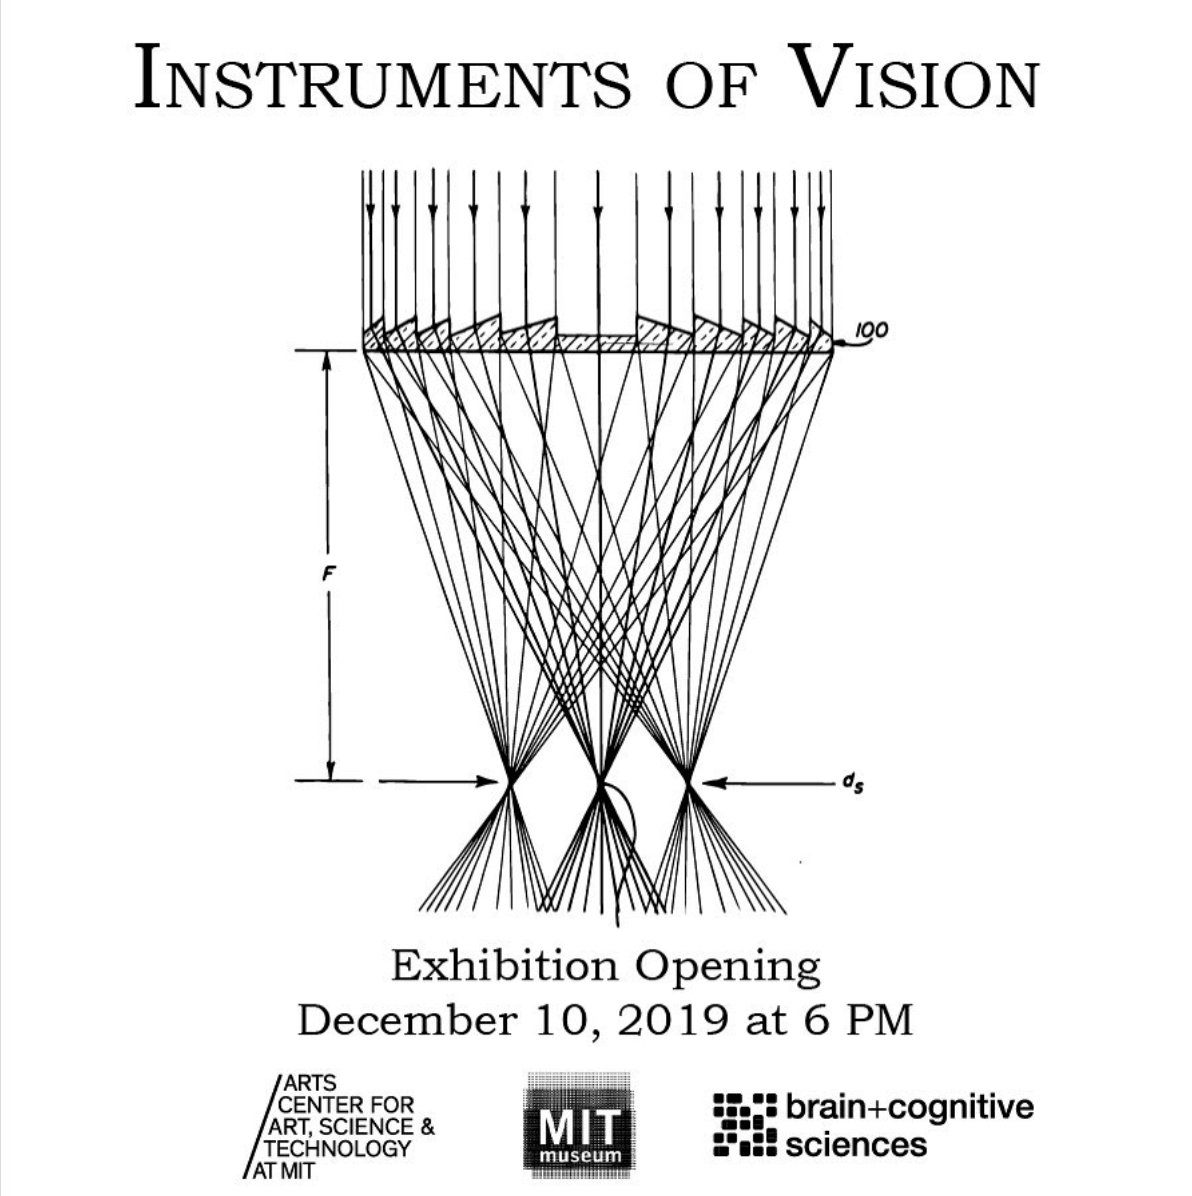 INSTRUMENTS OF VISION
100
F
ds
Exhibition Opening
December 10, 2019 at 6 PM
ARTS
CENTER FOR
ART, SCIENCE &
TECHNOLOGY
AT MIT
MIT
museum
brain+cognitive
sciences